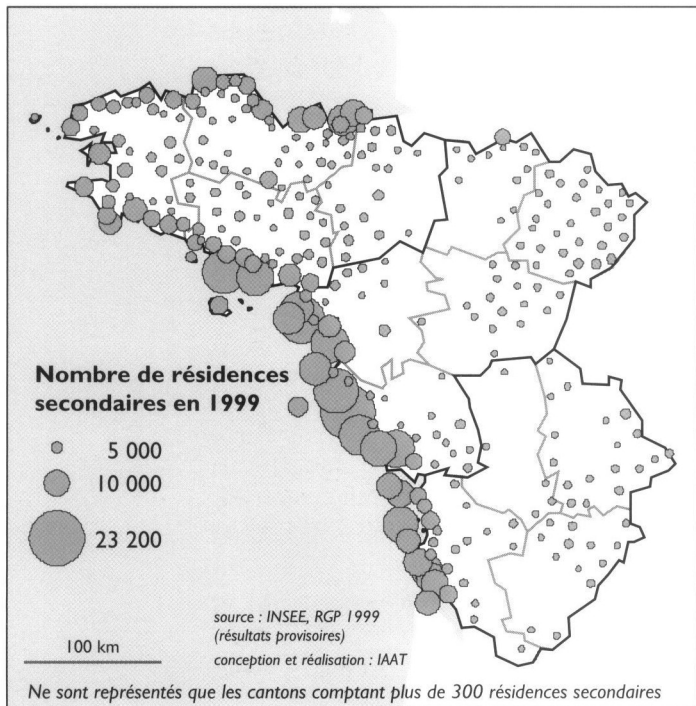 Nombre de résidences
secondaires en 1999
5 000
10 000
23 200
source : INSEE, RGP 1999
(résultats provisoires)
100 km
conception et réalisation : IAAT
Ne sont représentés que les cantons comptant plus de 300 résidences secondaires